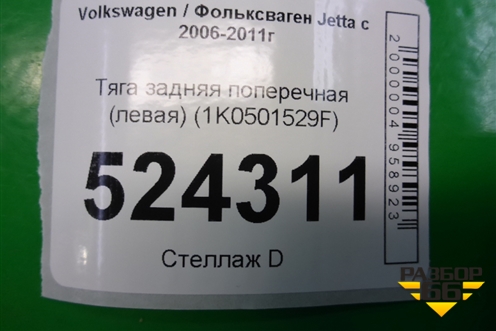 Volkswagen / Фольксваген Jetta с
2006-2011г
Тяга задняя поперечная
(левая) (1K0501529F)
524311
Стеллаж D
2000004958923
РАЗБОР
66